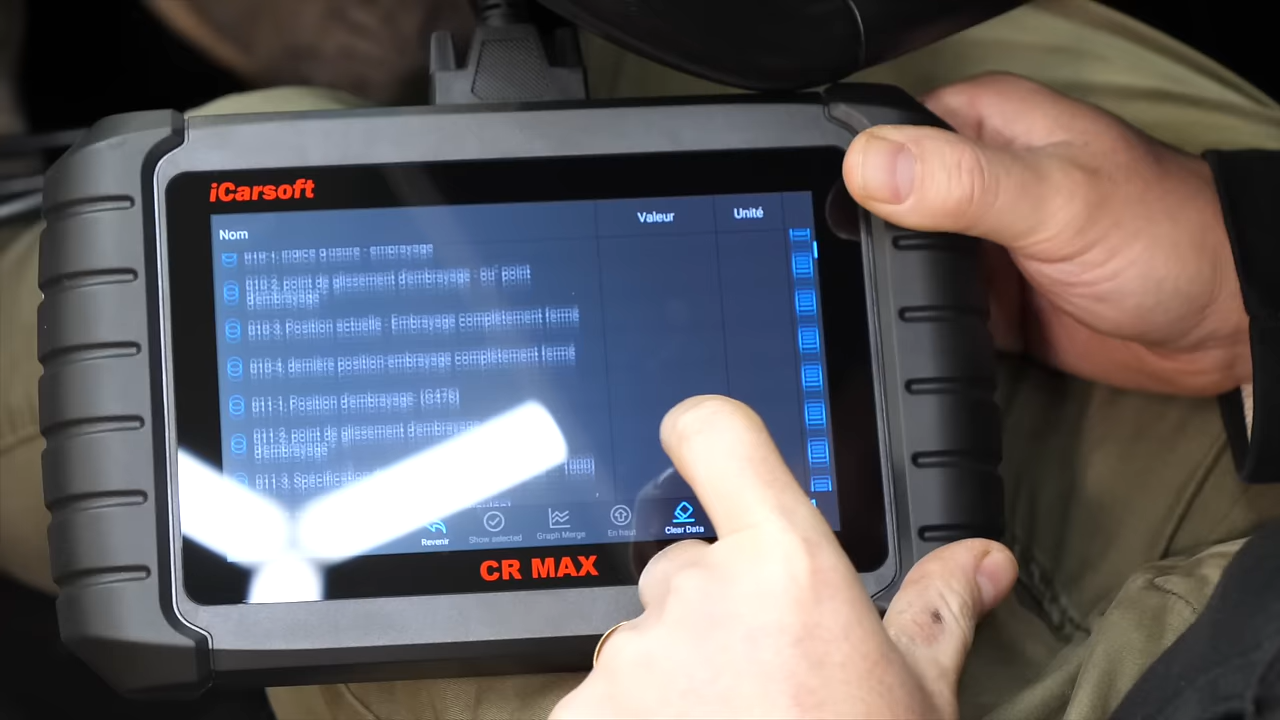 iCarsoft
Nom Valeur Unité
010-1, Indice d'usure - embrayage
010-2, point de glissement d'embrayage : ou" point
d'embrayage"
010-3, Position actuelle : Embrayage complètement fermé
010-4, dernière position embrayage complètement fermé
011-1, Position d'embrayage: (G476)
011-2, point de glissement d'embrayage
d'embrayage"
011-3, Spécification
Revenir Show selected Graph Merge En haut Clear Data
CR MAX